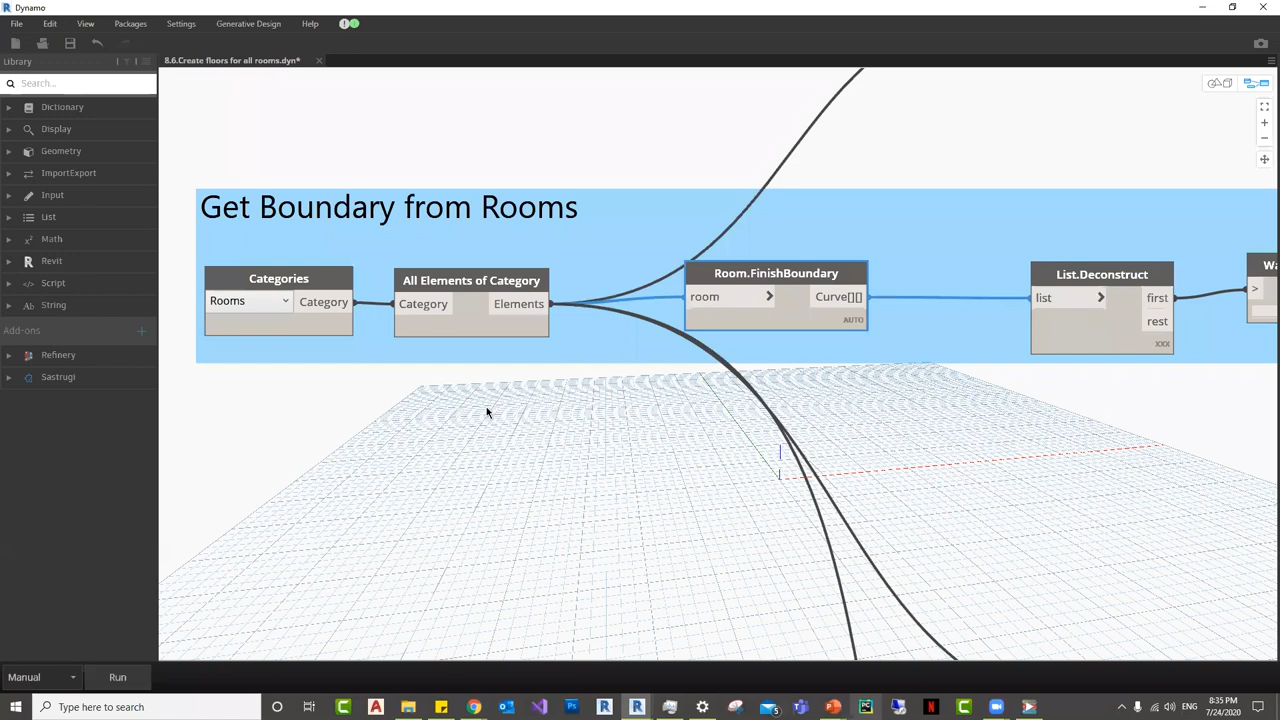 Dynamo
File Edit View Packages Settings Generative Design Help
Library
8.6.Create floors for all rooms.dyn*
Search...
Dictionary
Display
Geometry
ImportExport
Input
List
Math
Revit
Script
String
Add-ons
Refinery
Sastrugi
Get Boundary from Rooms
Categories
Rooms Category
All Elements of Category
Category Elements
Room.FinishBoundary
room > Curve[][]
AUTO
List.Deconstruct
list > first
rest
XXX
Wa
>
Manual Run
Type here to search
ENG
8:35 PM
7/24/2020